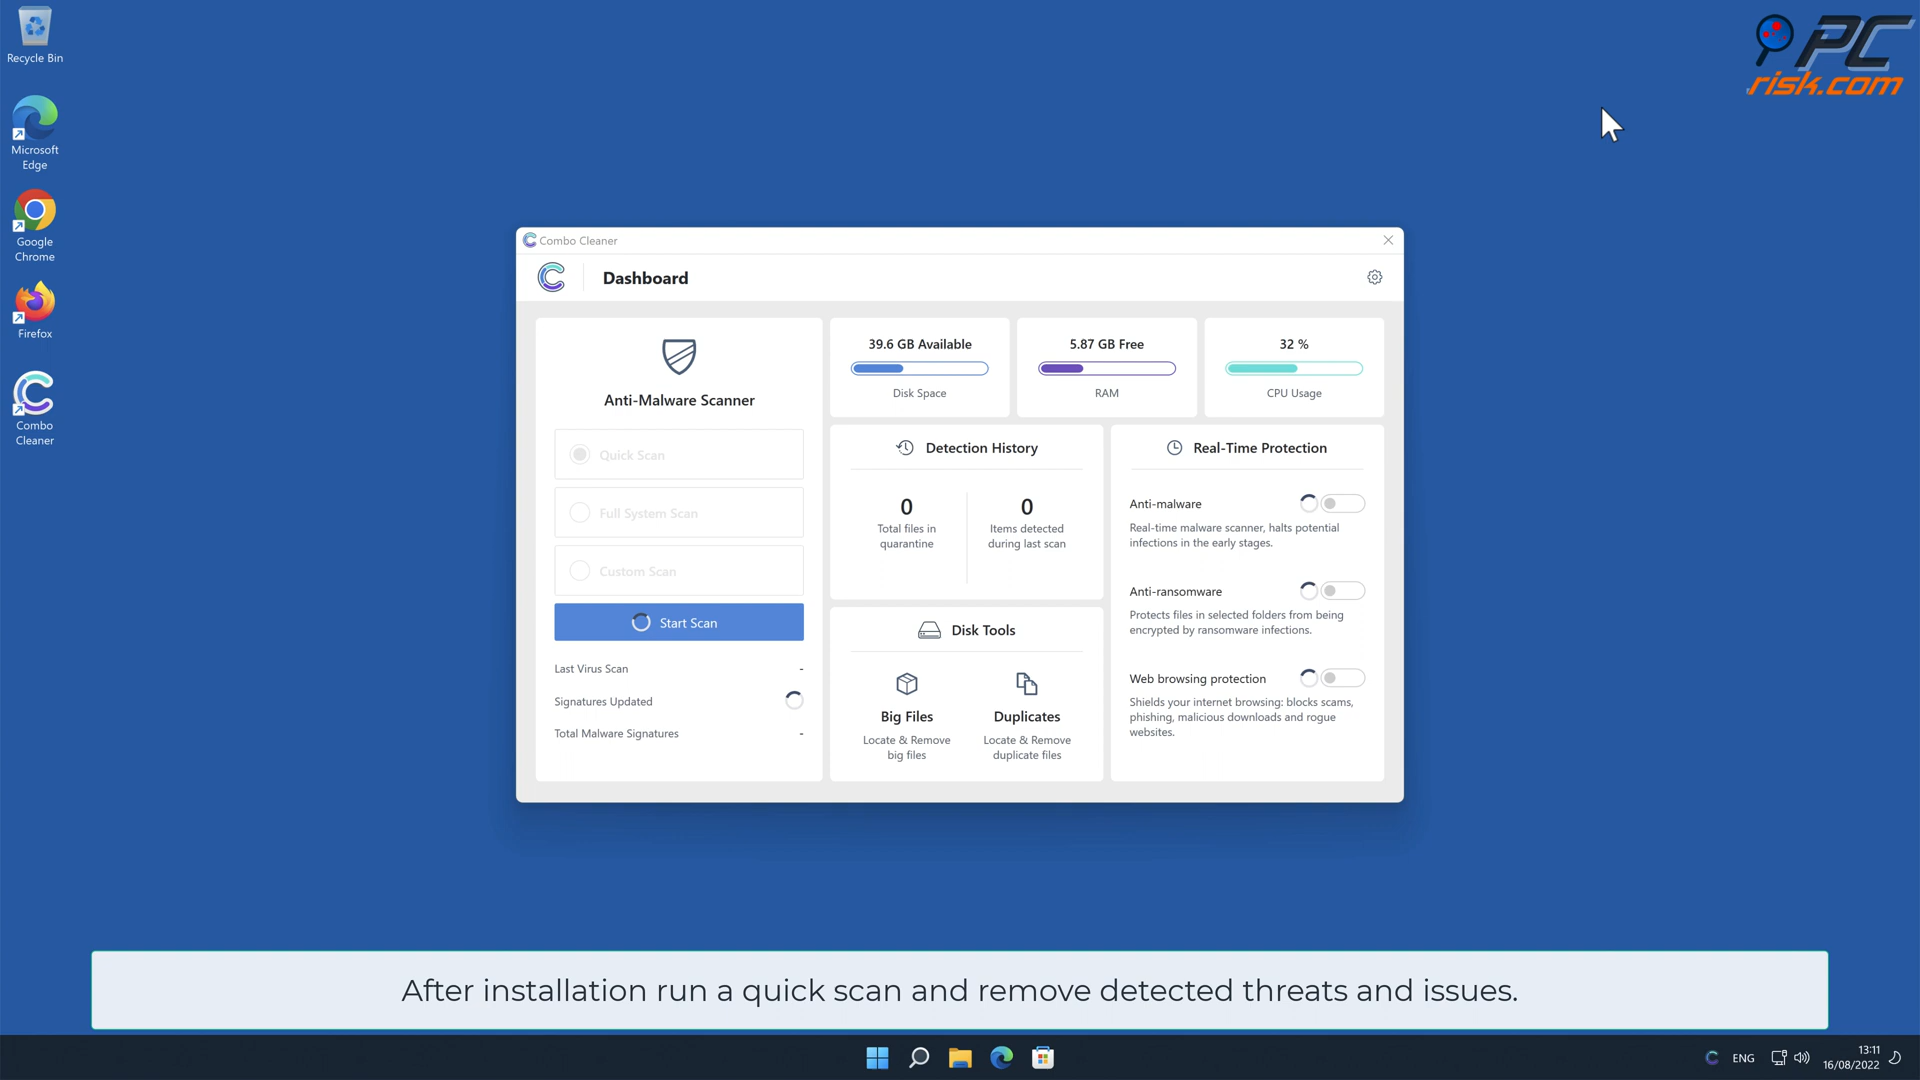 Recycle Bin
Microsoft
Edge
Google
Chrome
Firefox
Combo
Cleaner
PC
risk.com
Combo Cleaner
Dashboard
Anti-Malware Scanner
Quick Scan
Full System Scan
Custom Scan
Start Scan
Last Virus Scan -
Signatures Updated
Total Malware Signatures -
39.6 GB Available
Disk Space
5.87 GB Free
RAM
32 %
CPU Usage
Detection History
0
Total files in
quarantine
0
Items detected
during last scan
Disk Tools
Big Files
Locate & Remove
big files
Duplicates
Locate & Remove
duplicate files
Real-Time Protection
Anti-malware
Real-time malware scanner, halts potential
infections in the early stages.
Anti-ransomware
Protects files in selected folders from being
encrypted by ransomware infections.
Web browsing protection
Shields your internet browsing: blocks scams,
phishing, malicious downloads and rogue
websites.
After installation run a quick scan and remove detected threats and issues.
ENG
13:11
16/08/2022